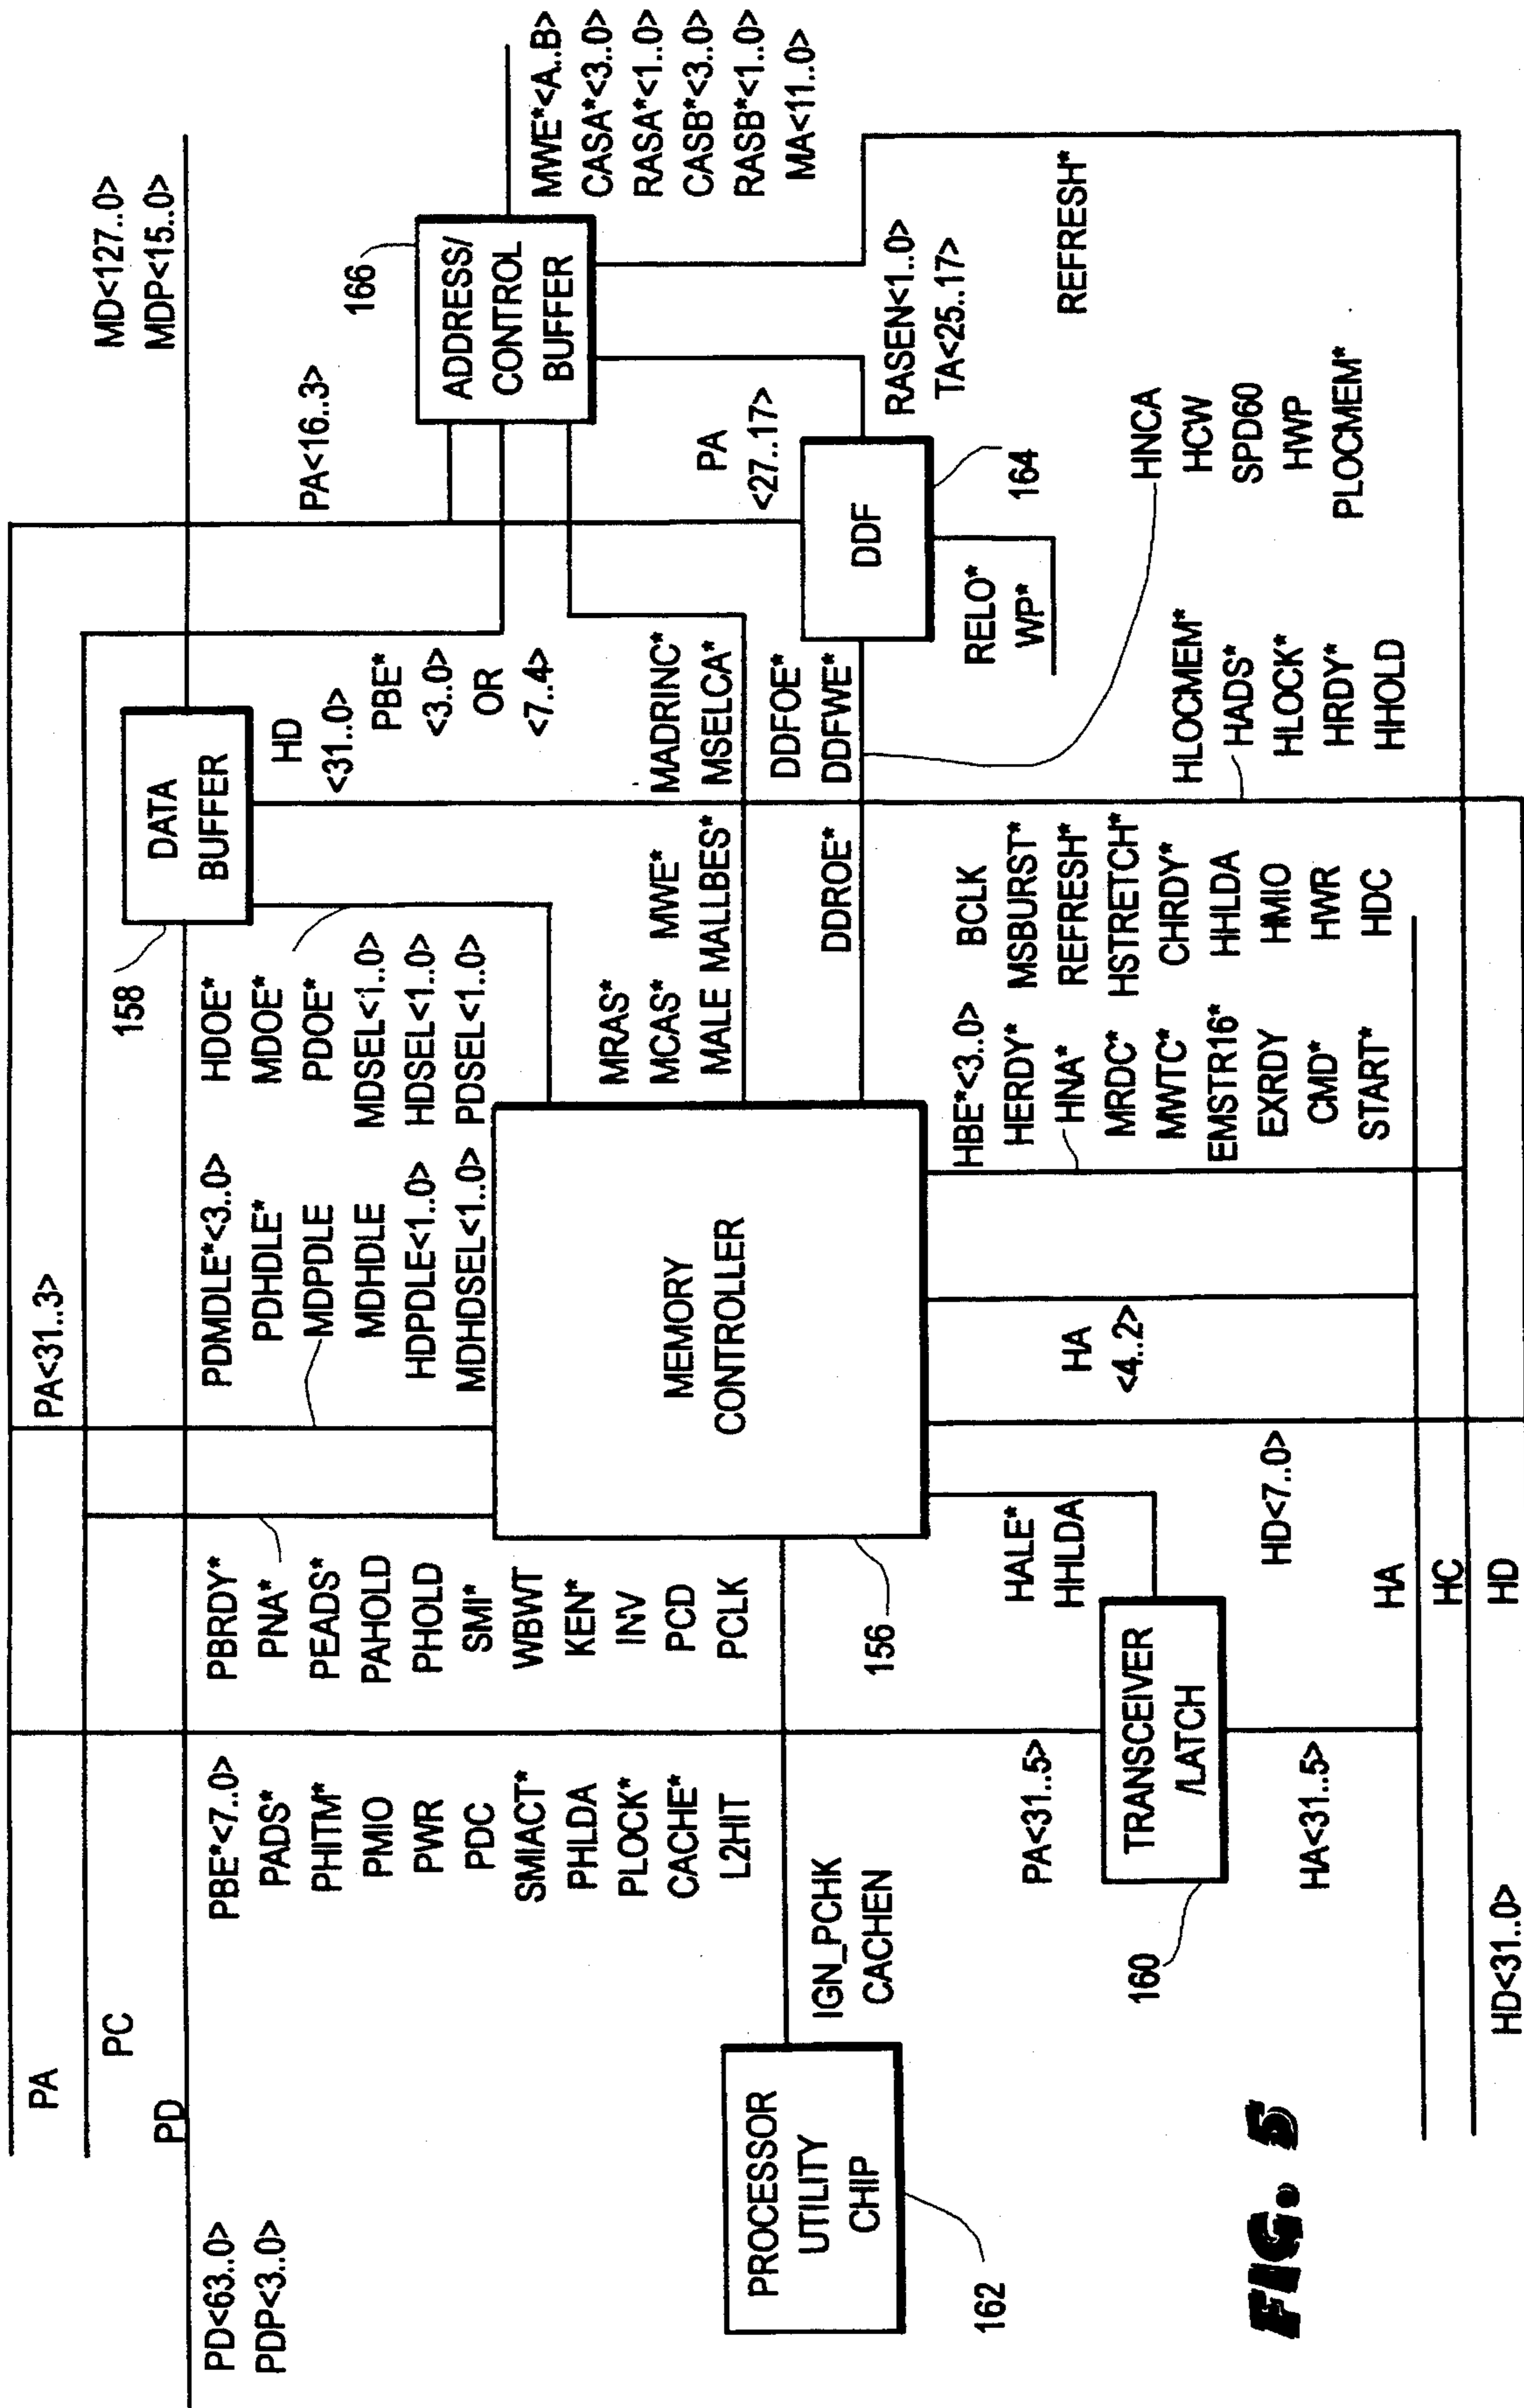 PA
PA<31..3>
PC
PD
PD<63..0>
PDP<3..0>
PBE*<7..0>
PADS*
PHITM*
PMIO
PWR
PDC
SMIACT*
PHLDA
PLOCK*
CACHE*
L2HIT
PBRDY*
PNA*
PEADS*
PAHOLD
PHOLD
SMI*
WBWT
KEN*
INV
PCD
PCLK
PDMDLE*<3..0>
PDHDLE*
MDPDLE
MDHDLE
HDPDLE<1..0>
MDHDSEL<1..0>
HDOE*
MDOE*
PDOE*
MDSEL<1..0>
HDSEL<1..0>
PDSEL<1..0>
158
DATA
BUFFER
HD
<31..0>
PBE*
<3..0>
OR
<7..4>
MD<127..0>
MDP<15..0>
PA<16..3>
166
ADDRESS/
CONTROL
BUFFER
MWE*<A..B>
CASA*<3..0>
RASA*<1..0>
CASB*<3..0>
RASB*<1..0>
MA<11..0>
MRAS*
MCAS*
MWE*
MALE MALLBES*
MADRINC*
MSELCA*
PA
<27..17>
DDF
164
RASEN<1..0>
TA<25..17>
REFRESH*
RELO*
WP*
DDROE*
DDFOE*
DDFWE*
PROCESSOR
UTILITY
CHIP
162
IGN_PCHK
CACHEN
MEMORY
CONTROLLER
156
PA<31..5>
TRANSCEIVER
/LATCH
160
HA<31..5>
HALE*
HHLDA
HD<7..0>
HA
<4..2>
HBE*<3..0>
HERDY*
HNA*
MRDC*
MWTC*
EMSTR16*
EXRDY
CMD*
START*
BCLK
MSBURST*
REFRESH*
HSTRETCH*
CHRDY*
HHLDA
HMIO
HWR
HDC
HLOCMEM*
HADS*
HLOCK*
HRDY*
HHOLD
HNCA
HCW
SPD60
HWP
PLOCMEM*
HA
HC
HD
HD<31..0>
FIG. 5